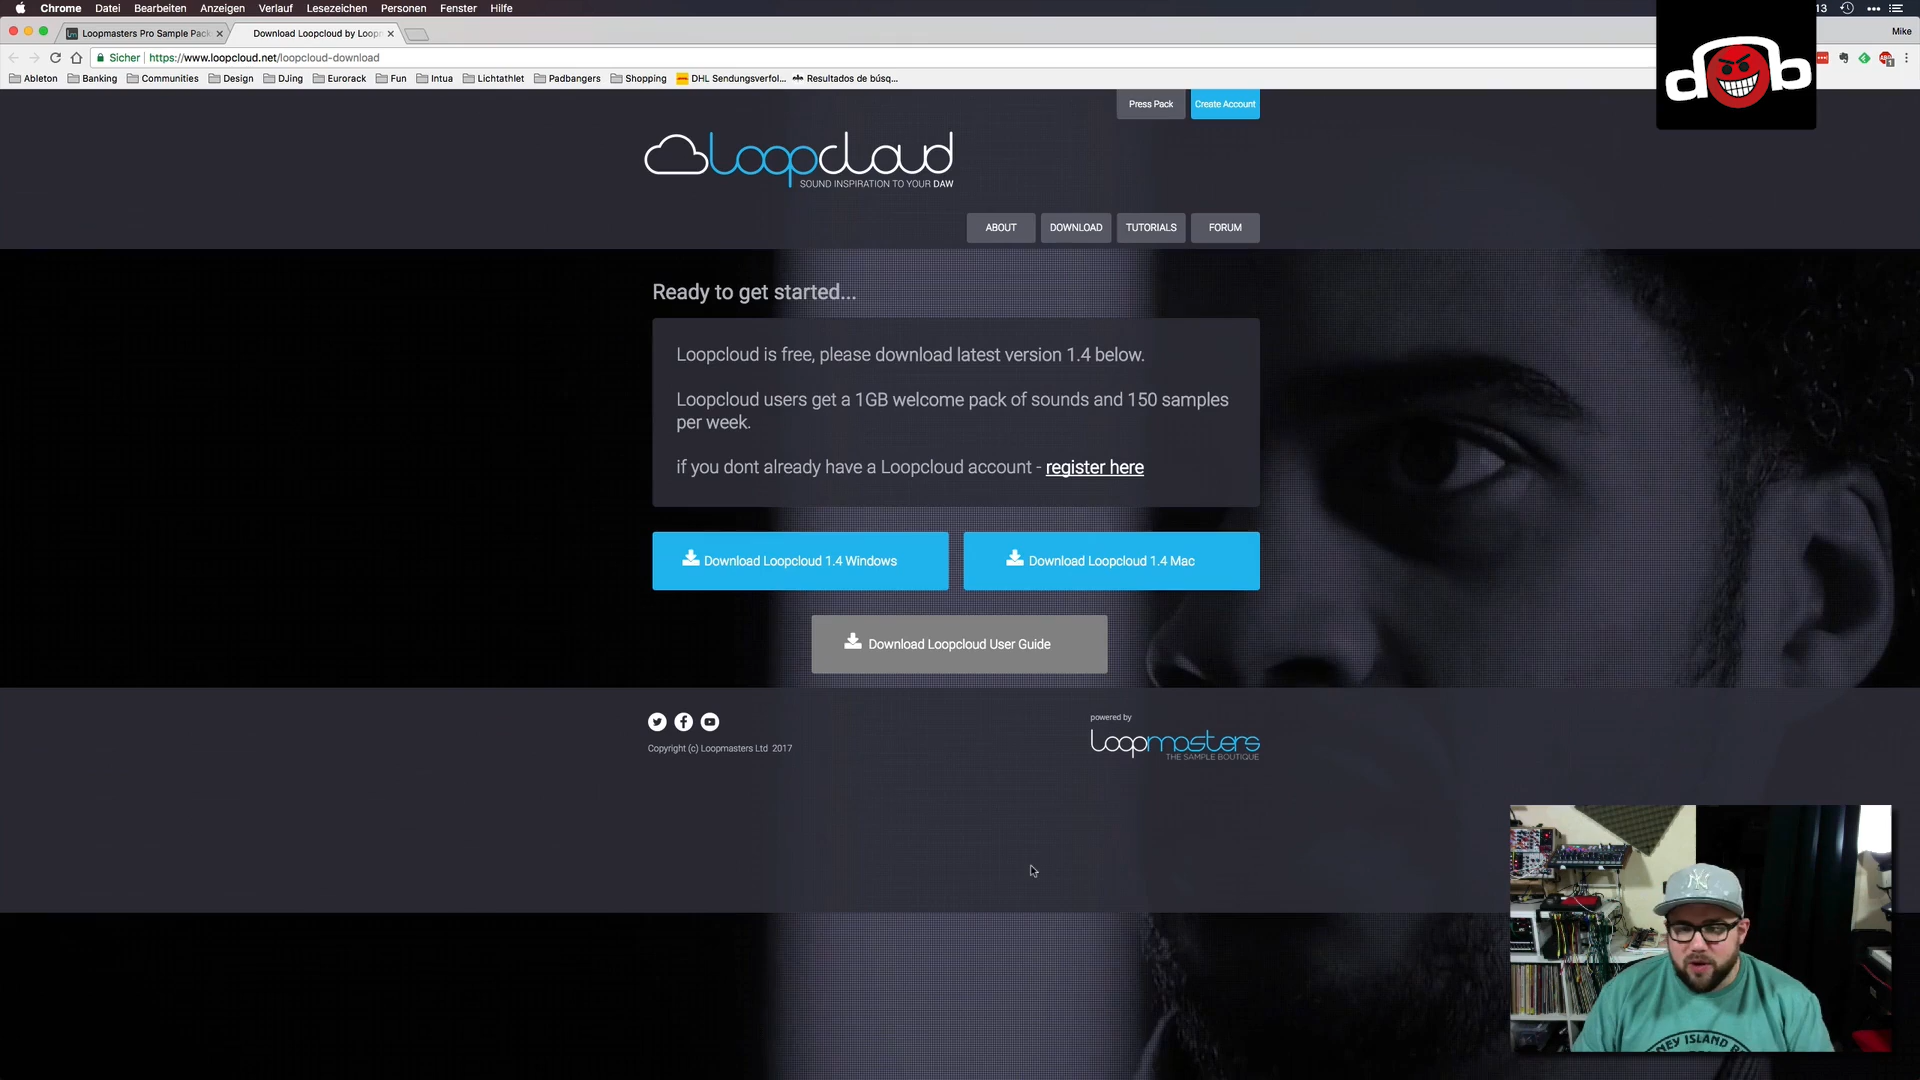 Chrome Datei Bearbeiten Anzeigen Verlauf Lesezeichen Personen Fenster Hilfe
13
Loopmasters Pro Sample Pack
Download Loopcloud by Loopm
Mike
Sicher https://www.loopcloud.net/loopcloud-download
Ableton Banking Communities Design DJing Eurorack Fun Intua Lichtathlet Padbangers Shopping DHL Sendungsverfol... Resultados de búsq...
dob
Press Pack
Create Account
loopcloud
SOUND INSPIRATION TO YOUR DAW
ABOUT
DOWNLOAD
TUTORIALS
FORUM
Ready to get started...
Loopcloud is free, please download latest version 1.4 below.
Loopcloud users get a 1GB welcome pack of sounds and 150 samples
per week.
if you dont already have a Loopcloud account - register here
Download Loopcloud 1.4 Windows
Download Loopcloud 1.4 Mac
Download Loopcloud User Guide
Copyright (c) Loopmasters Ltd 2017
powered by
Loopmasters
THE SAMPLE BOUTIQUE
NY